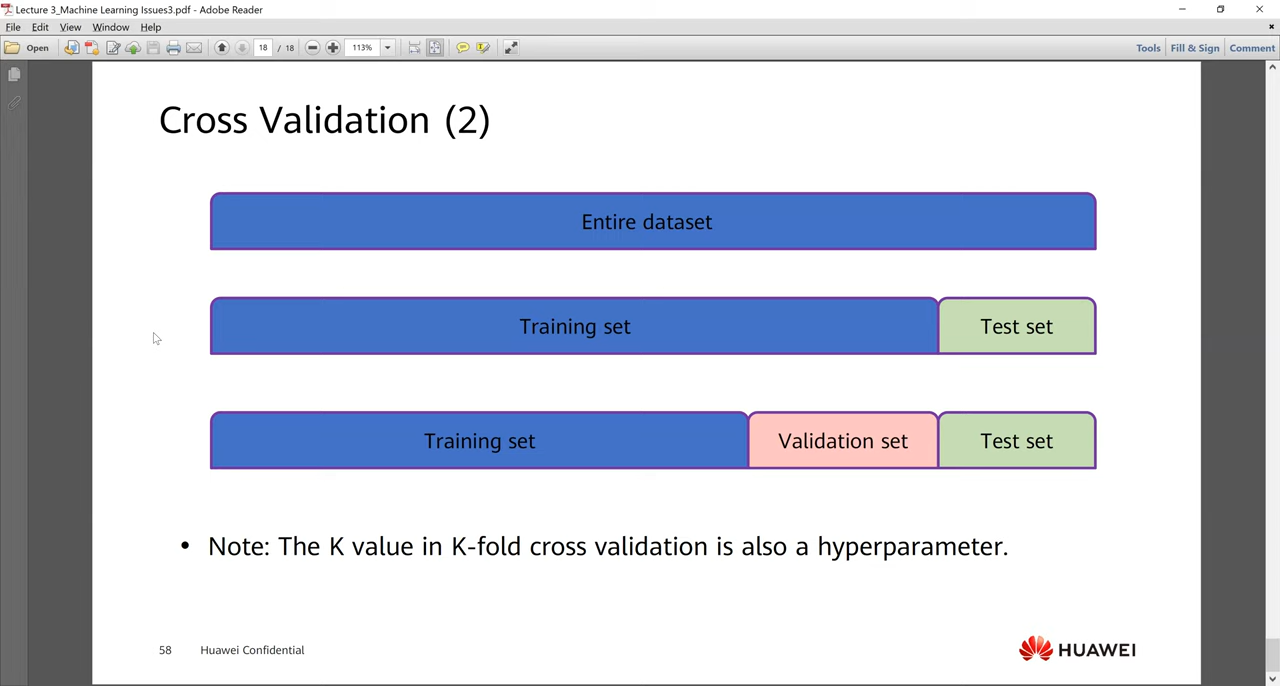 Lecture 3_Machine Learning Issues3.pdf - Adobe Reader
File Edit View Window Help
Open 18 / 18 113% Tools Fill & Sign Comment
Cross Validation (2)
Entire dataset
Training set Test set
Training set Validation set Test set
• Note: The K value in K-fold cross validation is also a hyperparameter.
58 Huawei Confidential HUAWEI